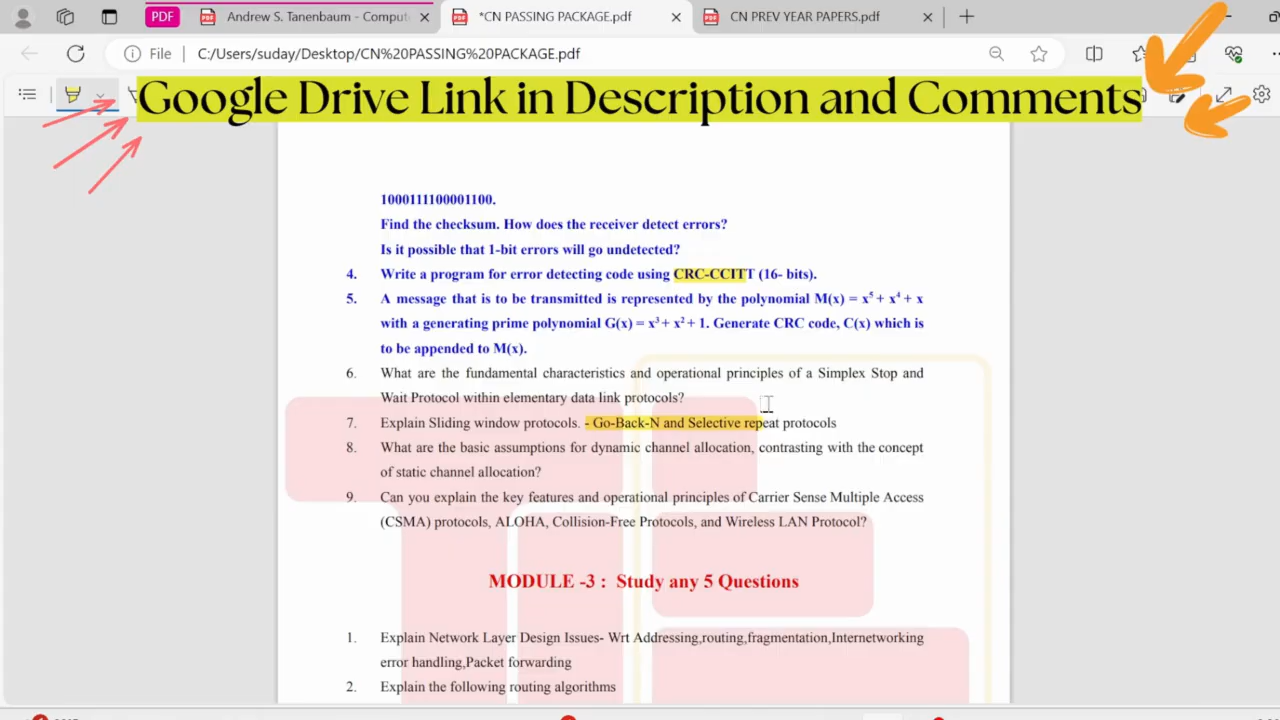 PDF
Andrew S. Tanenbaum - Comput
*CN PASSING PACKAGE.pdf
CN PREV YEAR PAPERS.pdf
File
C:/Users/suday/Desktop/CN%20PASSING%20PACKAGE.pdf
Google Drive Link in Description and Comments
1000111100001100.
Find the checksum. How does the receiver detect errors?
Is it possible that 1-bit errors will go undetected?
4. Write a program for error detecting code using CRC-CCITT (16- bits).
5. A message that is to be transmitted is represented by the polynomial M(x) = x⁵ + x⁴ + x
with a generating prime polynomial G(x) = x³ + x² + 1. Generate CRC code, C(x) which is
to be appended to M(x).
6. What are the fundamental characteristics and operational principles of a Simplex Stop and
Wait Protocol within elementary data link protocols?
7. Explain Sliding window protocols. - Go-Back-N and Selective repeat protocols
8. What are the basic assumptions for dynamic channel allocation, contrasting with the concept
of static channel allocation?
9. Can you explain the key features and operational principles of Carrier Sense Multiple Access
(CSMA) protocols, ALOHA, Collision-Free Protocols, and Wireless LAN Protocol?
MODULE -3 : Study any 5 Questions
1. Explain Network Layer Design Issues- Wrt Addressing,routing,fragmentation,Internetworking
error handling,Packet forwarding
2. Explain the following routing algorithms